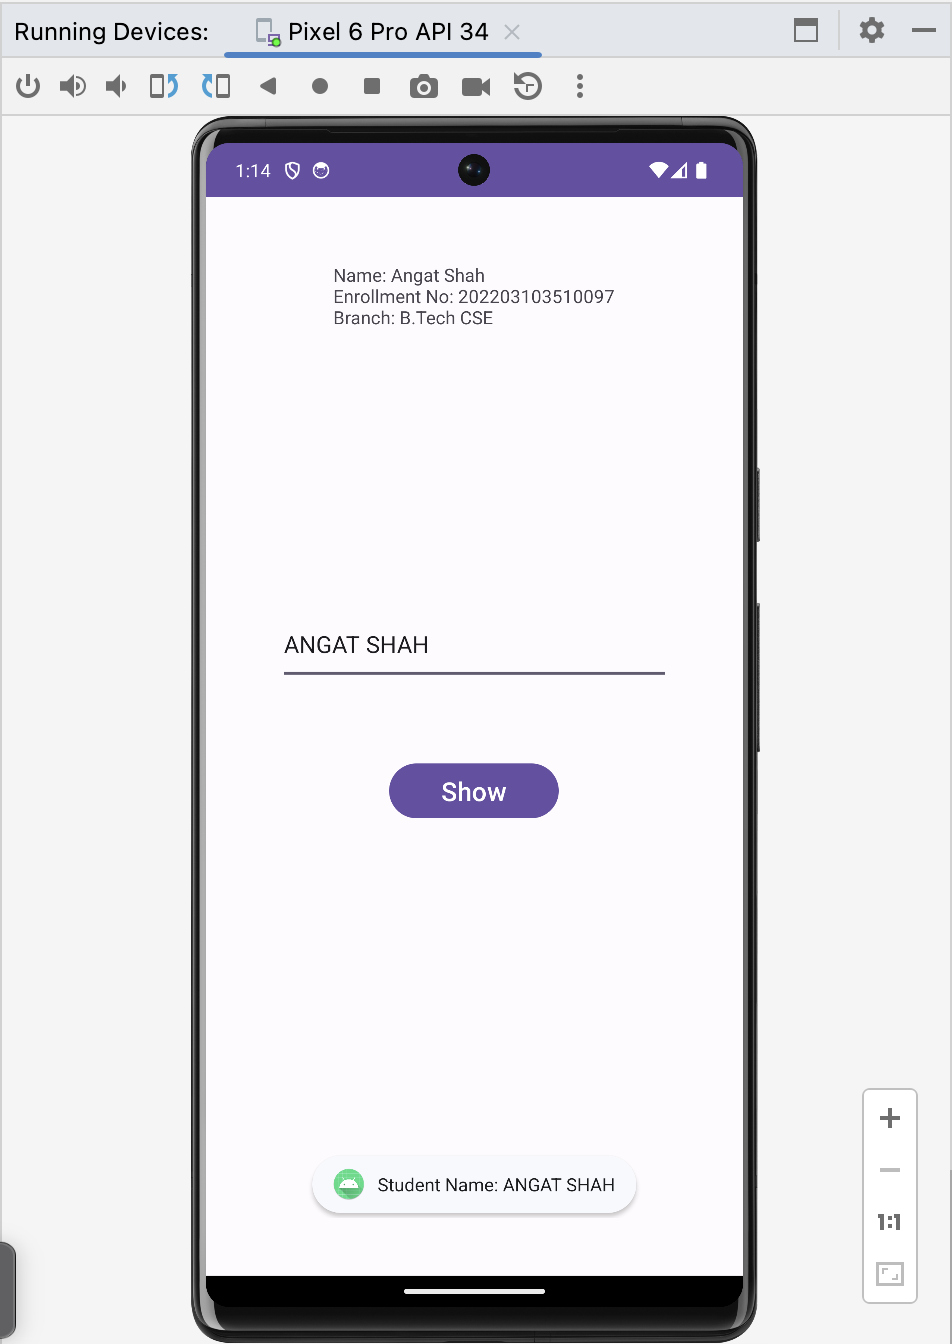 Running Devices: Pixel 6 Pro API 34
1:14
Name: Angat Shah
Enrollment No: 202203103510097
Branch: B.Tech CSE
ANGAT SHAH
Show
Student Name: ANGAT SHAH
1:1